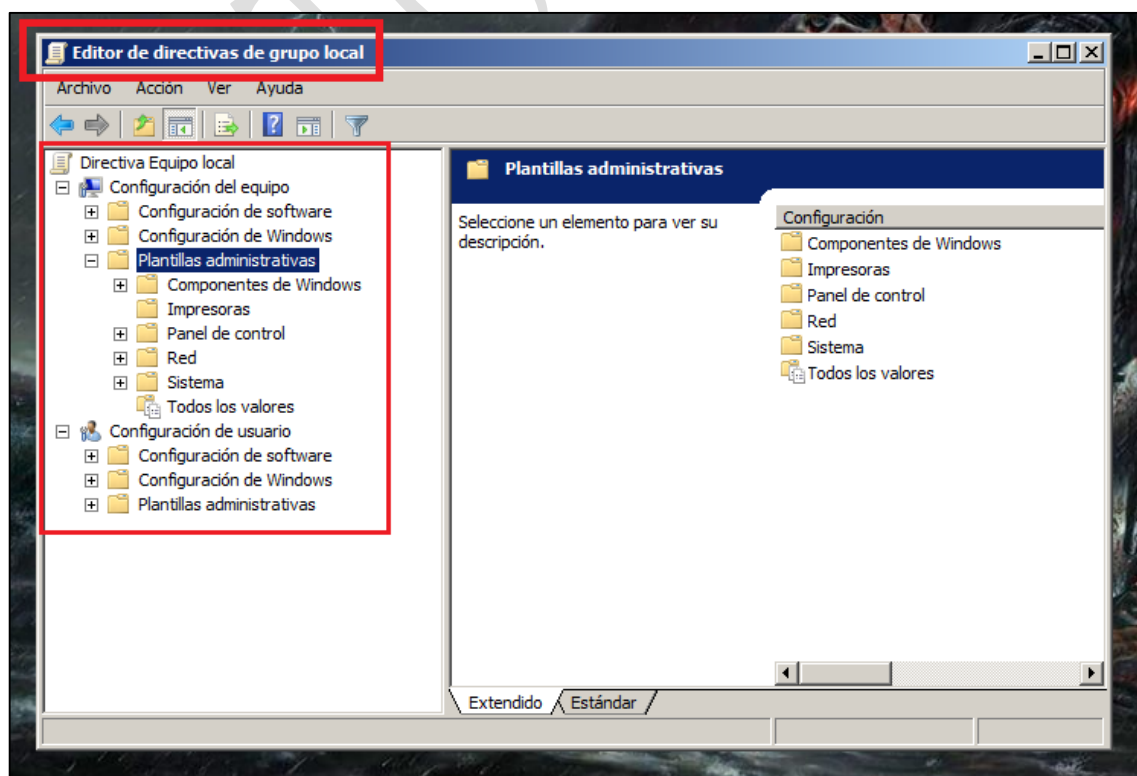 Editor de directivas de grupo local
Archivo Acción Ver Ayuda
Directiva Equipo local
Configuración del equipo
Configuración de software
Configuración de Windows
Plantillas administrativas
Componentes de Windows
Impresoras
Panel de control
Red
Sistema
Todos los valores
Configuración de usuario
Configuración de software
Configuración de Windows
Plantillas administrativas
Plantillas administrativas
Seleccione un elemento para ver su
descripción.
Configuración
Componentes de Windows
Impresoras
Panel de control
Red
Sistema
Todos los valores
Extendido Estándar